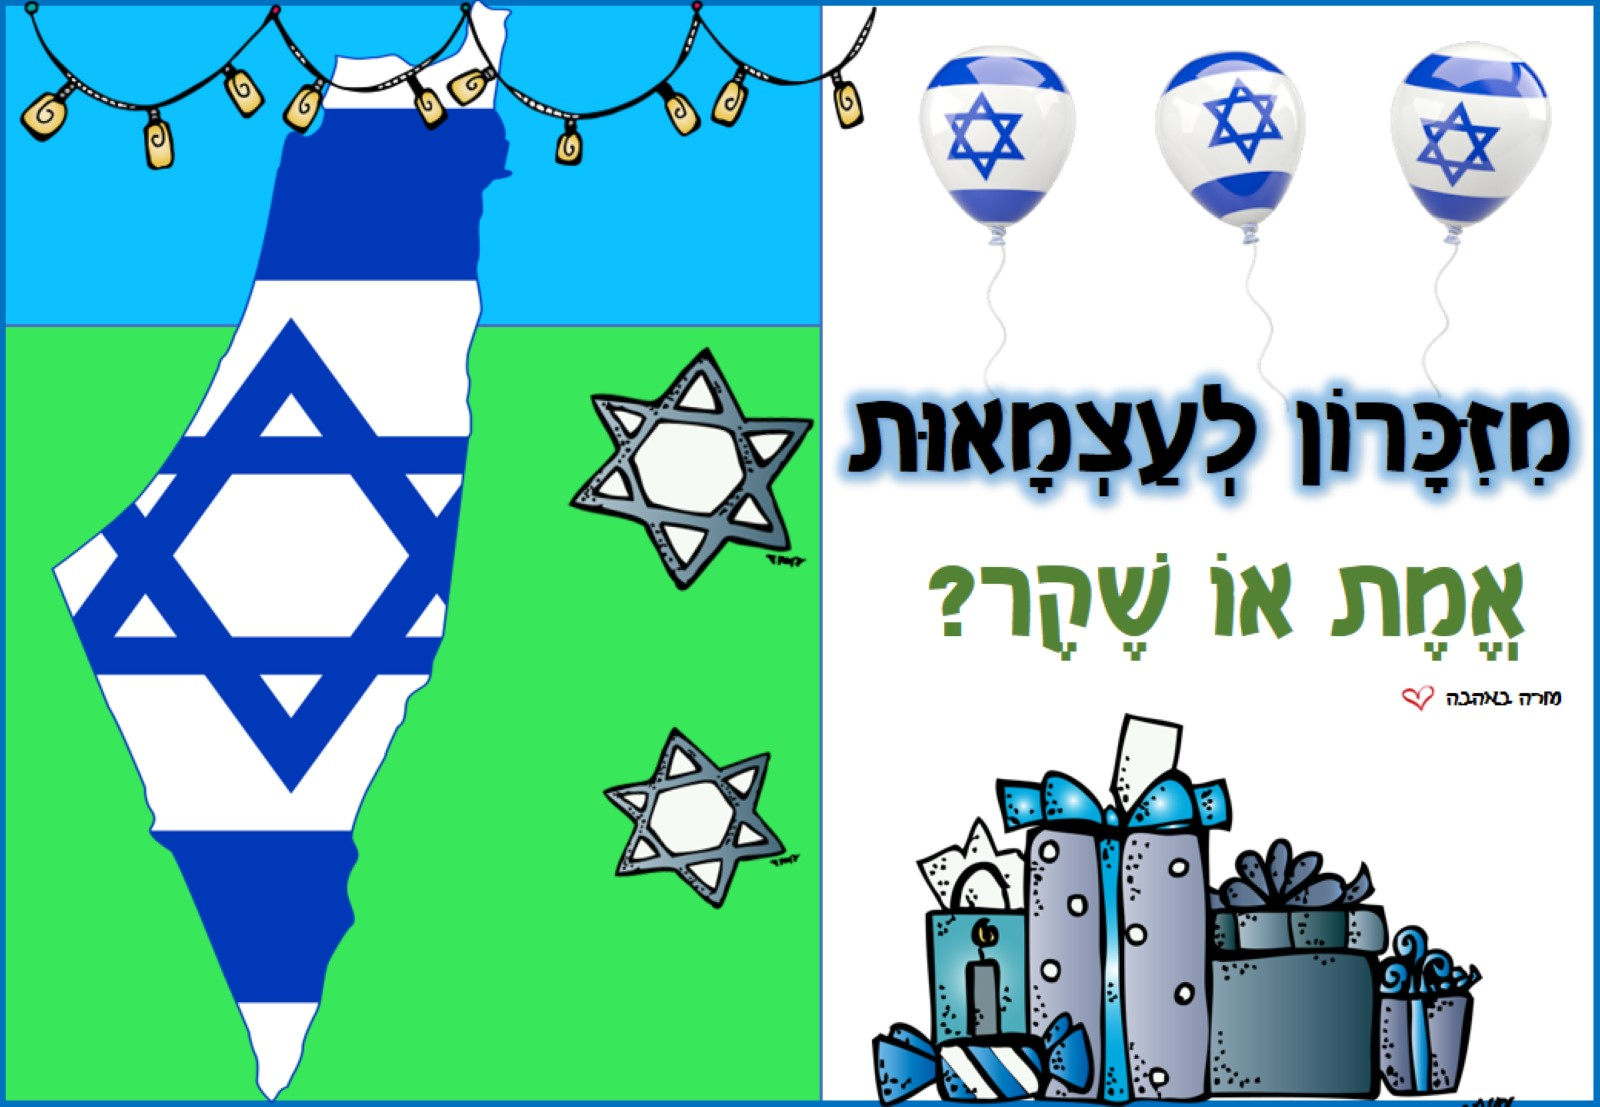 מִזִּכָּרוֹן לְעַצְמָאוּת
אֱמֶת אוֹ שֶׁקֶר?
מורה באהבה